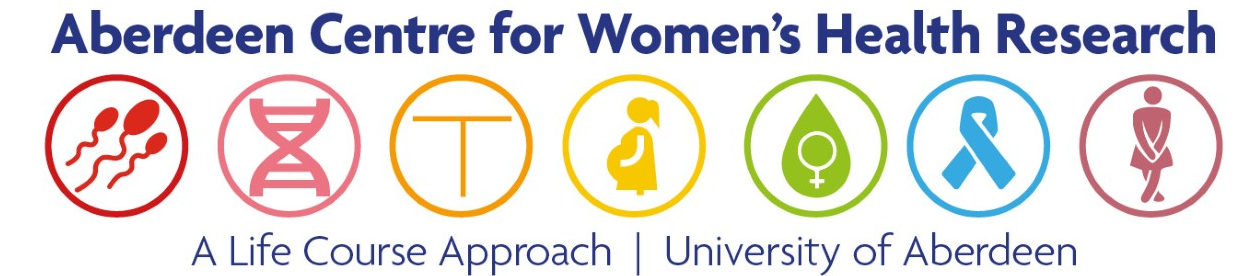 Aberdeen Centre for Women’s Health Research
A Life Course Approach | University of Aberdeen